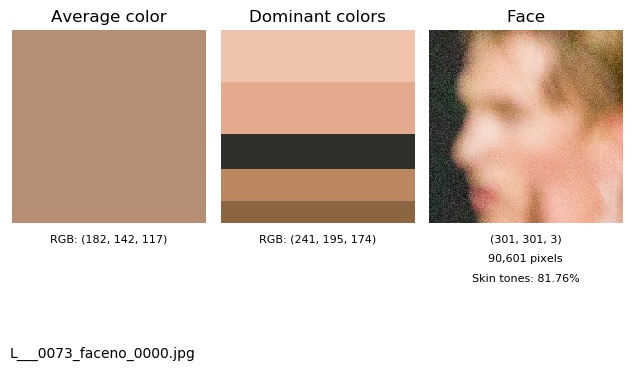 Average color
Dominant colors
Face
RGB: (182, 142, 117)
RGB: (241, 195, 174)
(301, 301, 3)
90,601 pixels
Skin tones: 81.76%
L___0073_faceno_0000.jpg